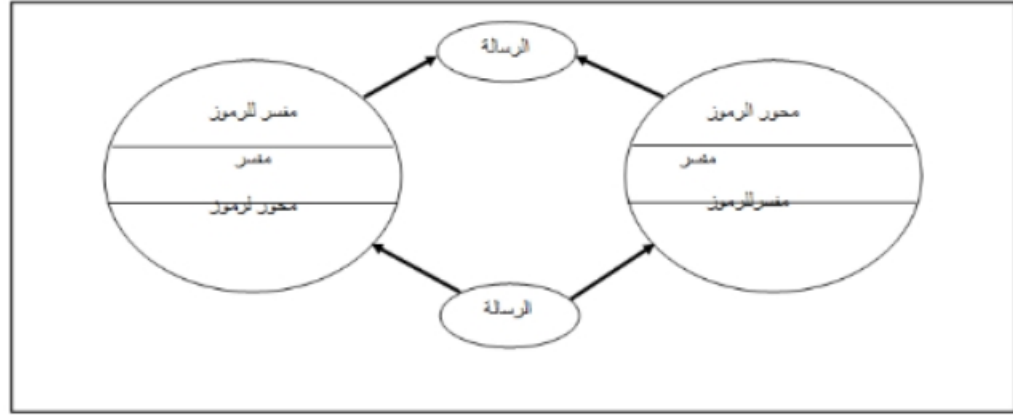 الرسالة
محور الرموز
مفسر
مفسرللرموز
مفسر للرموز
مفسر
محور لرموز
الرسالة